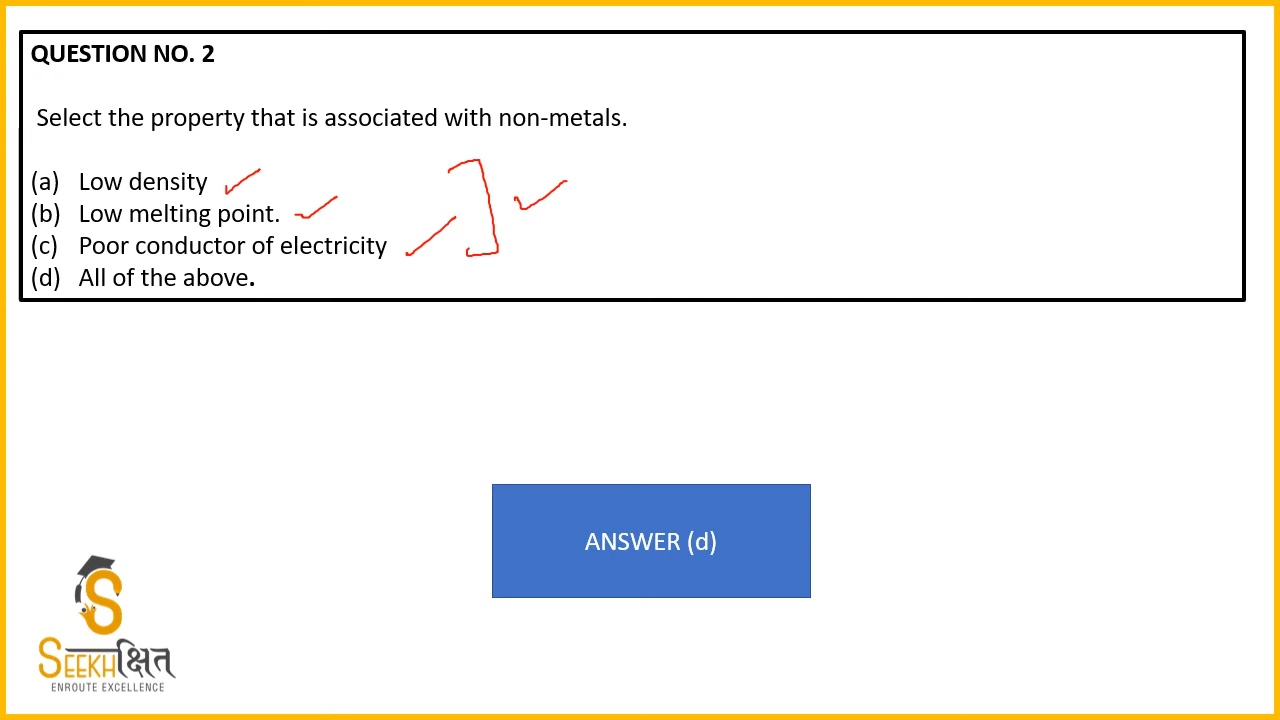 QUESTION NO. 2
Select the property that is associated with non-metals.
(a) Low density
(b) Low melting point.
(c) Poor conductor of electricity
(d) All of the above.
ANSWER (d)
S
SEEKHक्षित
ENROUTE EXCELLENCE